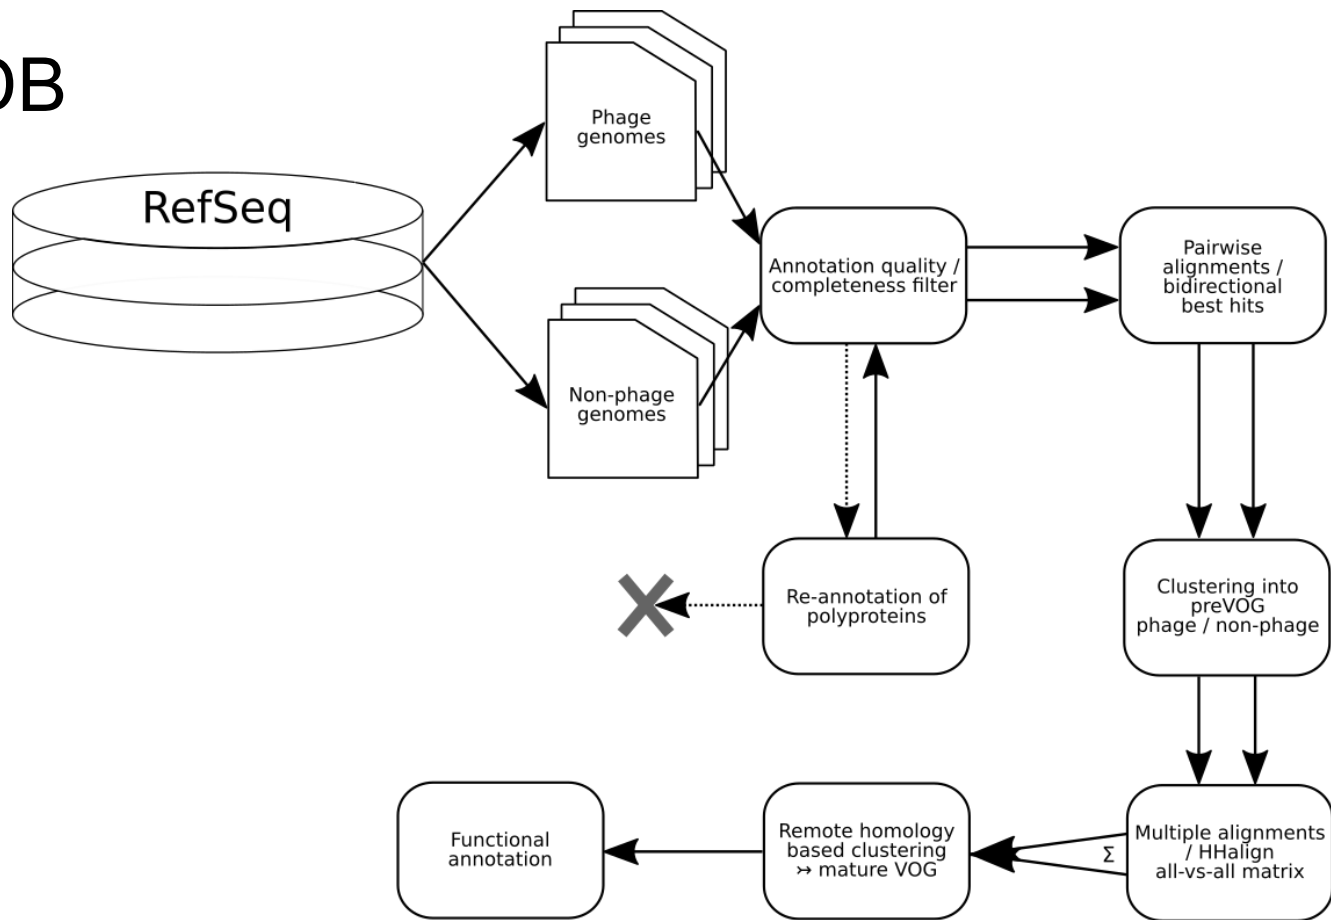 DB
RefSeq
Phage
genomes
Non-phage
genomes
Annotation quality /
completeness filter
Pairwise
alignments /
bidirectional
best hits
Re-annotation of
polyproteins
Clustering into
preVOG
phage / non-phage
Multiple alignments
/ HHalign
all-vs-all matrix
Σ
Remote homology
based clustering
↣ mature VOG
Functional
annotation